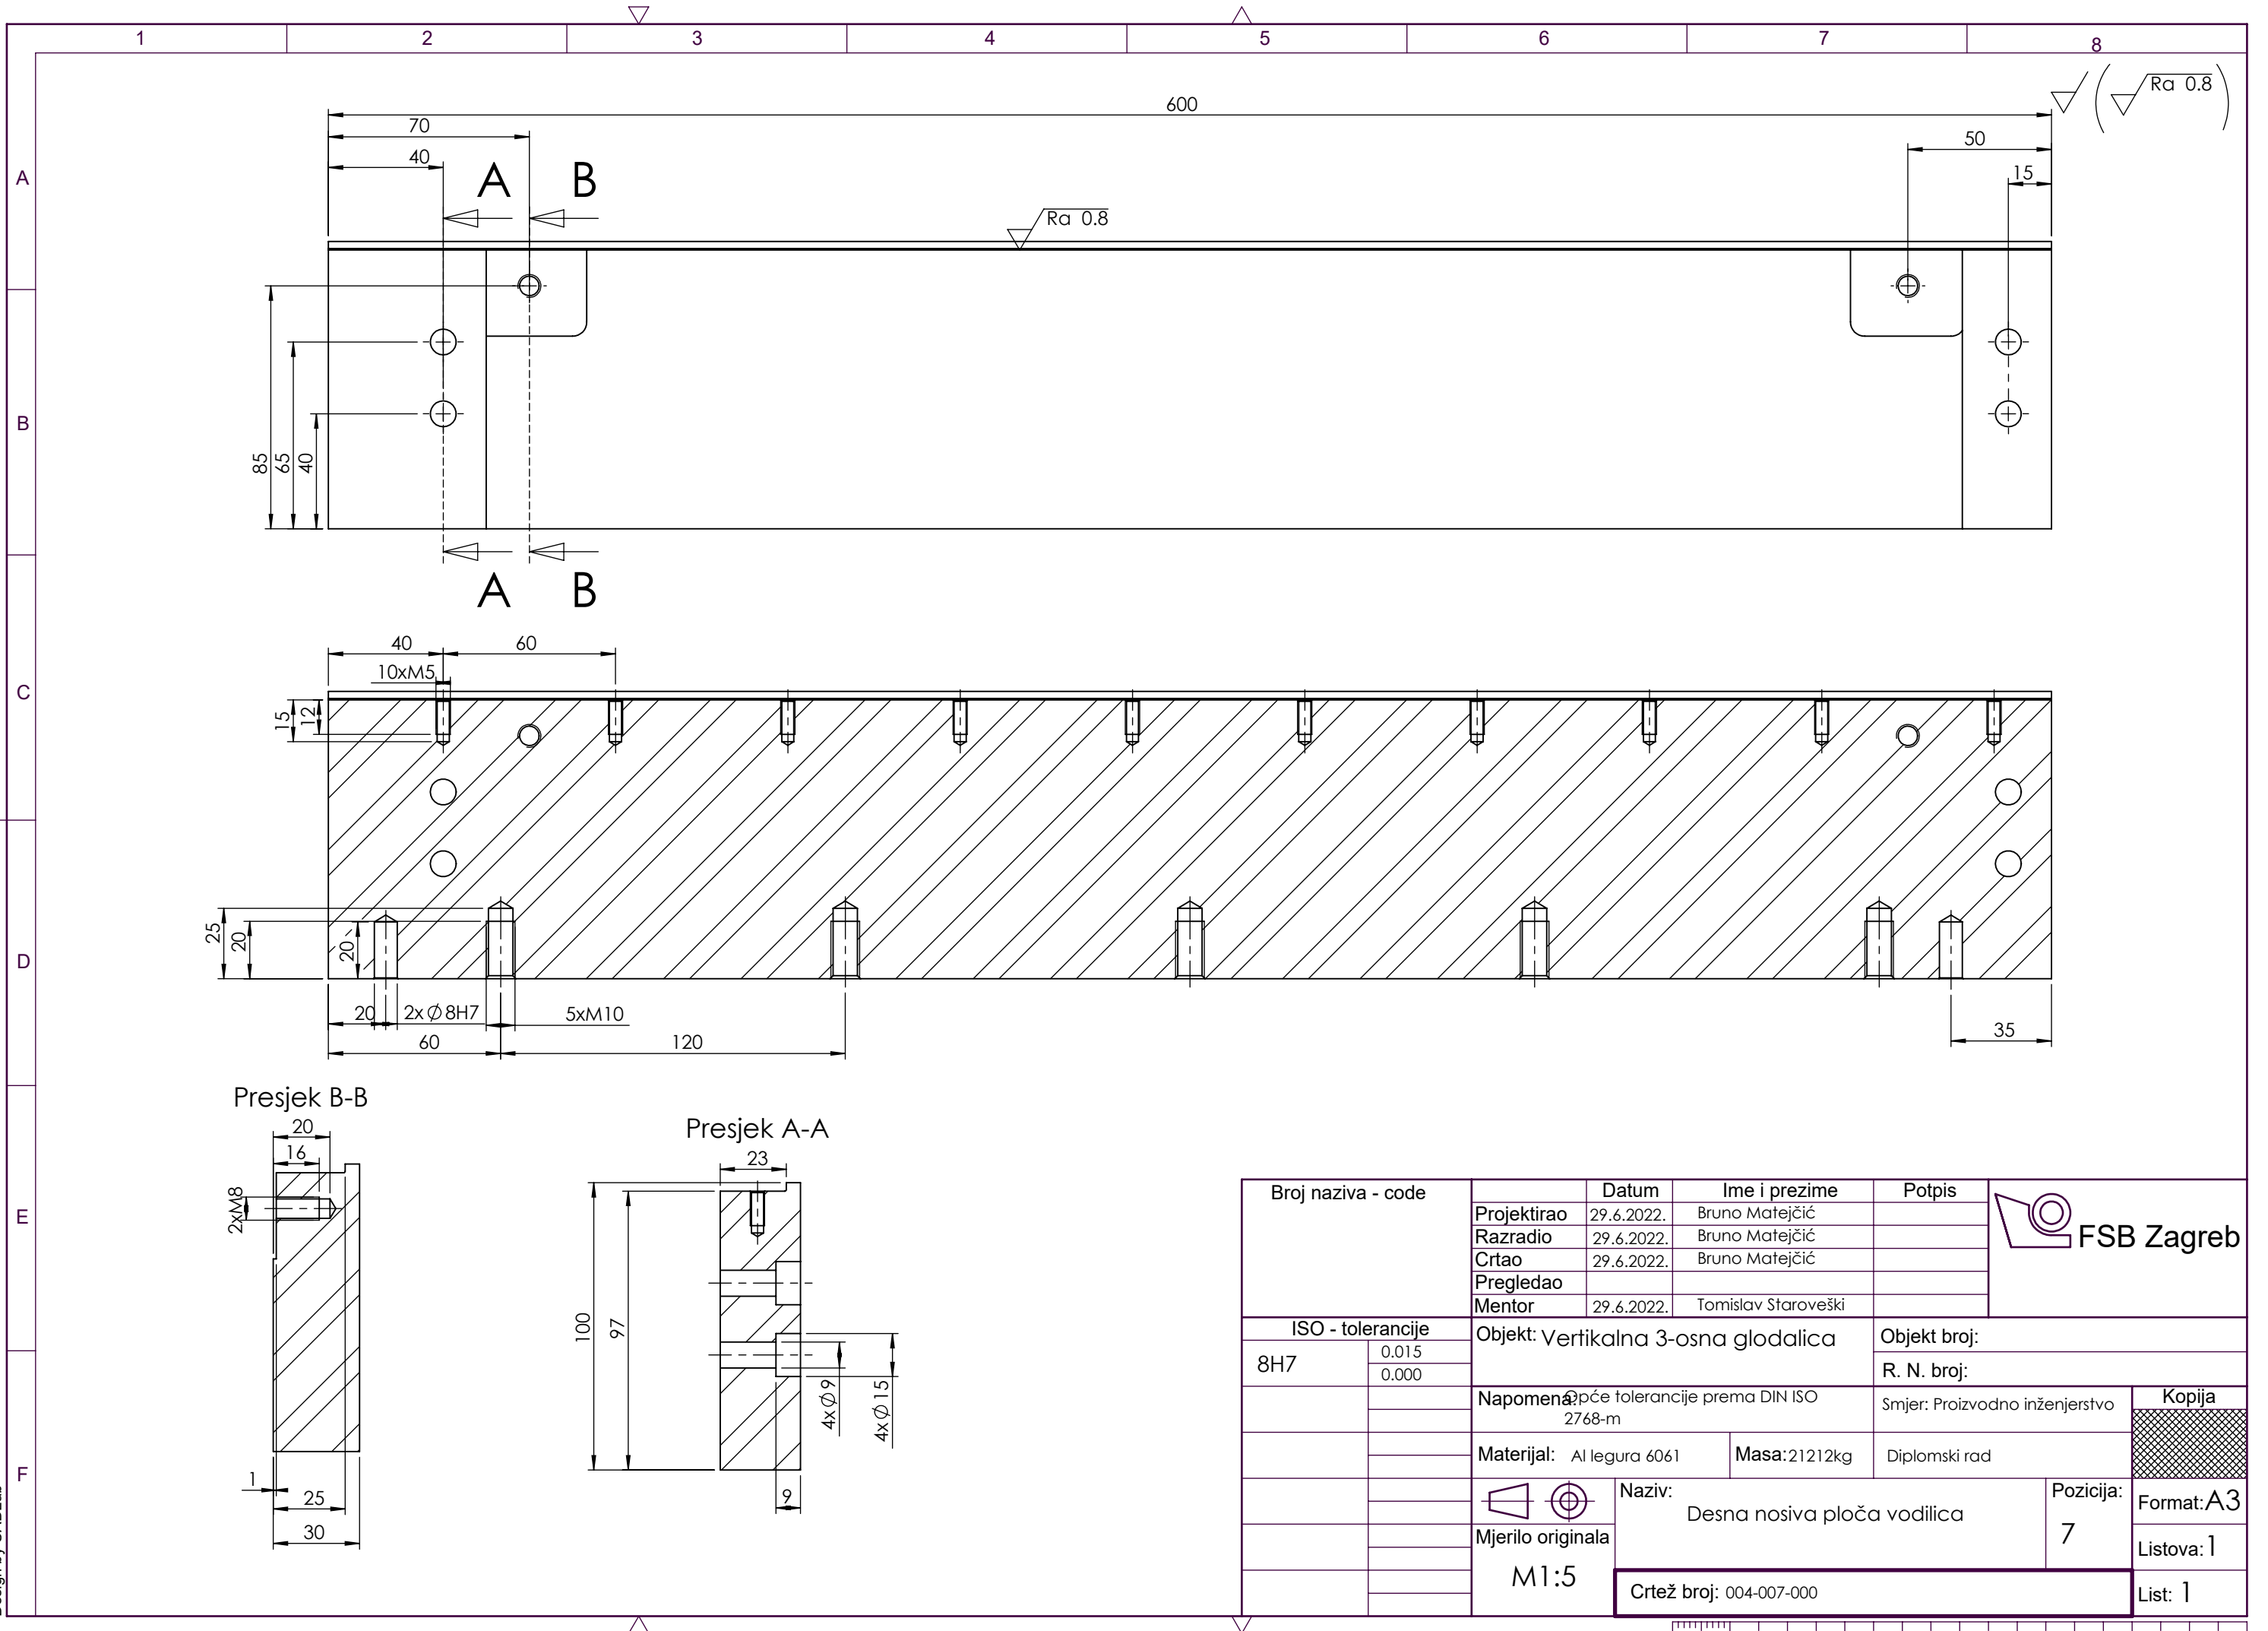 1 2 3 4 5 6 7 8
A
B
C
D
E
F
600
Ra 0.8
70
50
40
15
A B
Ra 0.8
85
65
40
A B
40 60
10xM5
15
12
25
20
20
20 2x∅8H7 5xM10
60 120
35
Presjek B-B
20
16
2xM8
1
25
30
Presjek A-A
23
100
97
4x∅9
4x∅15
9
Broj naziva - code
Datum Ime i prezime Potpis
Projektirao 29.6.2022. Bruno Matejčić
Razradio 29.6.2022. Bruno Matejčić
Crtao 29.6.2022. Bruno Matejčić
Pregledao
Mentor 29.6.2022. Tomislav Staroveški
FSB Zagreb
ISO - tolerancije
8H7 0.015
0.000
Objekt: Vertikalna 3-osna glodalica
Objekt broj:
R. N. broj:
Napomena: Opće tolerancije prema DIN ISO
2768-m
Smjer: Proizvodno inženjerstvo
Kopija
Materijal: Al legura 6061
Masa: 21212kg
Diplomski rad
Naziv:
Desna nosiva ploča vodilica
Pozicija:
7
Format: A3
Mjerilo originala
M1:5
Listova: 1
Crtež broj: 004-007-000
List: 1